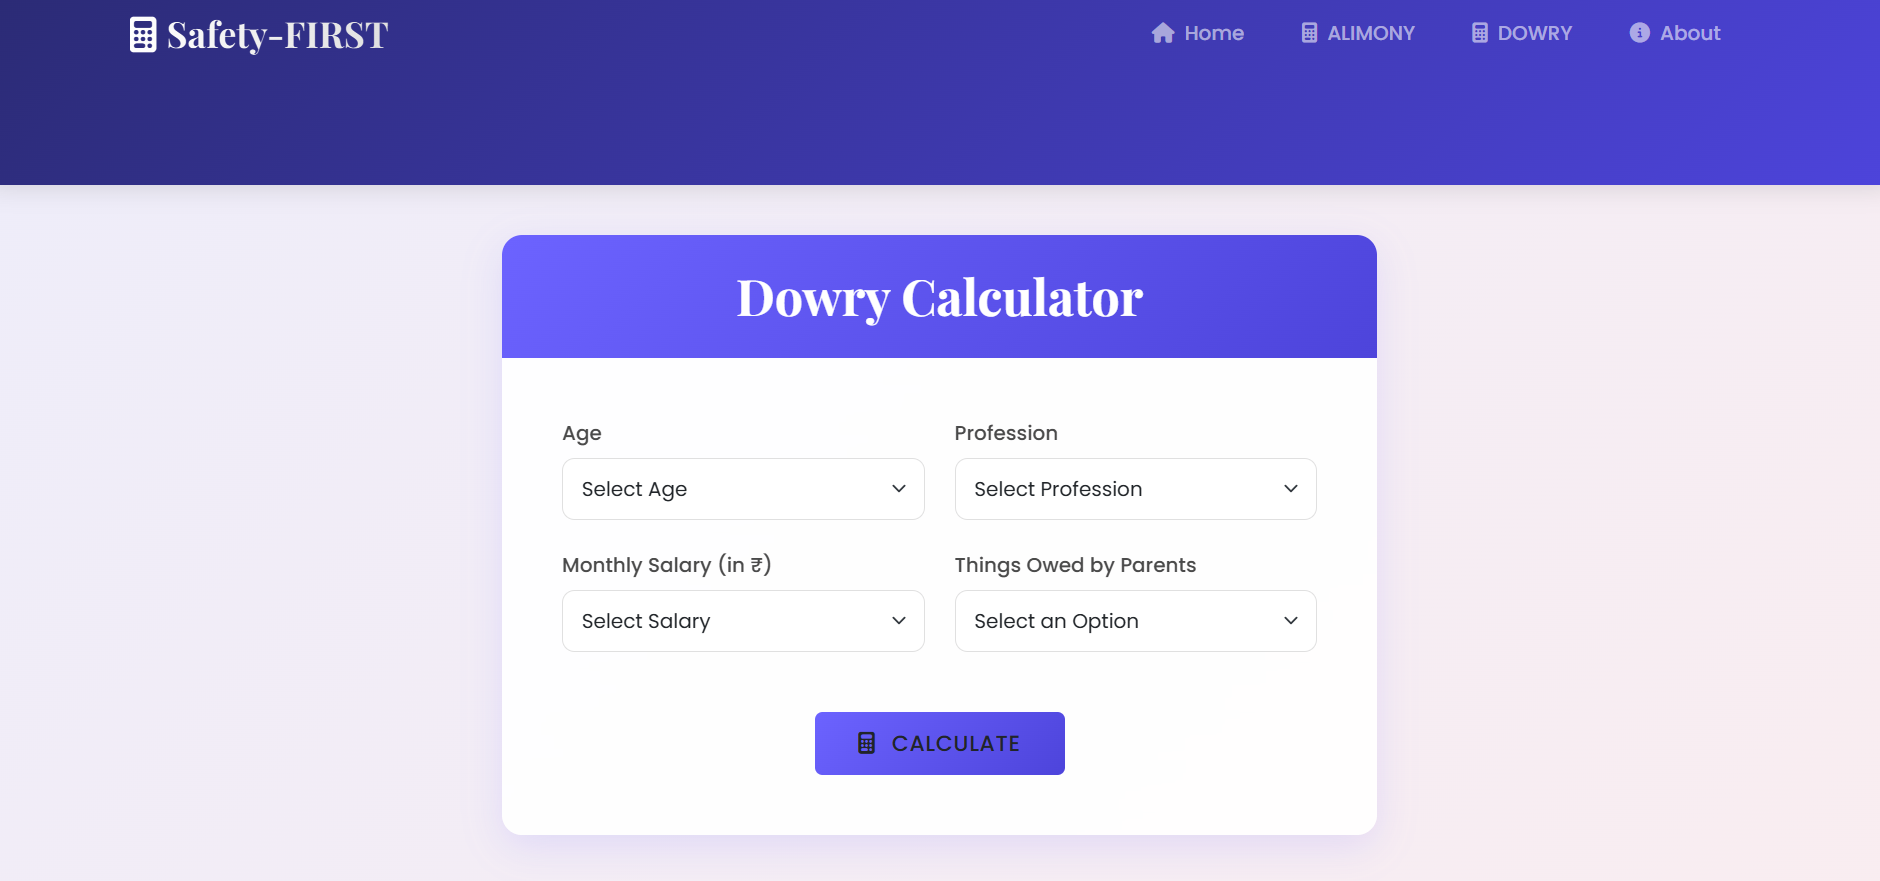 Safety-FIRST
Home
ALIMONY
DOWRY
About
Dowry Calculator
Age
Profession
Select Age
Select Profession
Monthly Salary (in ₹)
Things Owed by Parents
Select Salary
Select an Option
CALCULATE